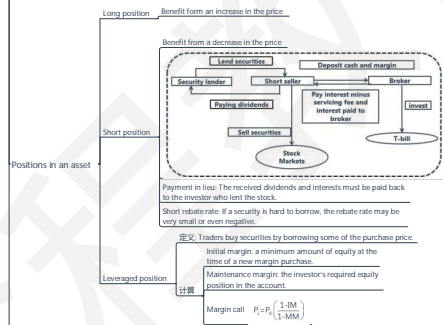 Long position
Benefit form an increase in the price
Benefit from a decrease in the price
Lend securities
Deposit cash and margin
Security lender
Short seller
Broker
Paying dividends
Pay interest minus
servicing fee and
interest paid to
broker
invest
Sell securities
T-bill
Stock
Markets
Short position
Positions in an asset
Payment in lieu: The received dividends and interests must be paid back
to the investor who lent the stock.
Short rebate rate: If a security is hard to borrow, the rebate rate may be
very small or even negative.
定义: Traders buy securities by borrowing some of the purchase price.
Initial margin: a minimum amount of equity at the
time of a new margin purchase.
Leveraged position
Maintenance margin: the investor's required equity
position in the account.
计算
Margin call P_c=P_0(1-IM/1-MM)